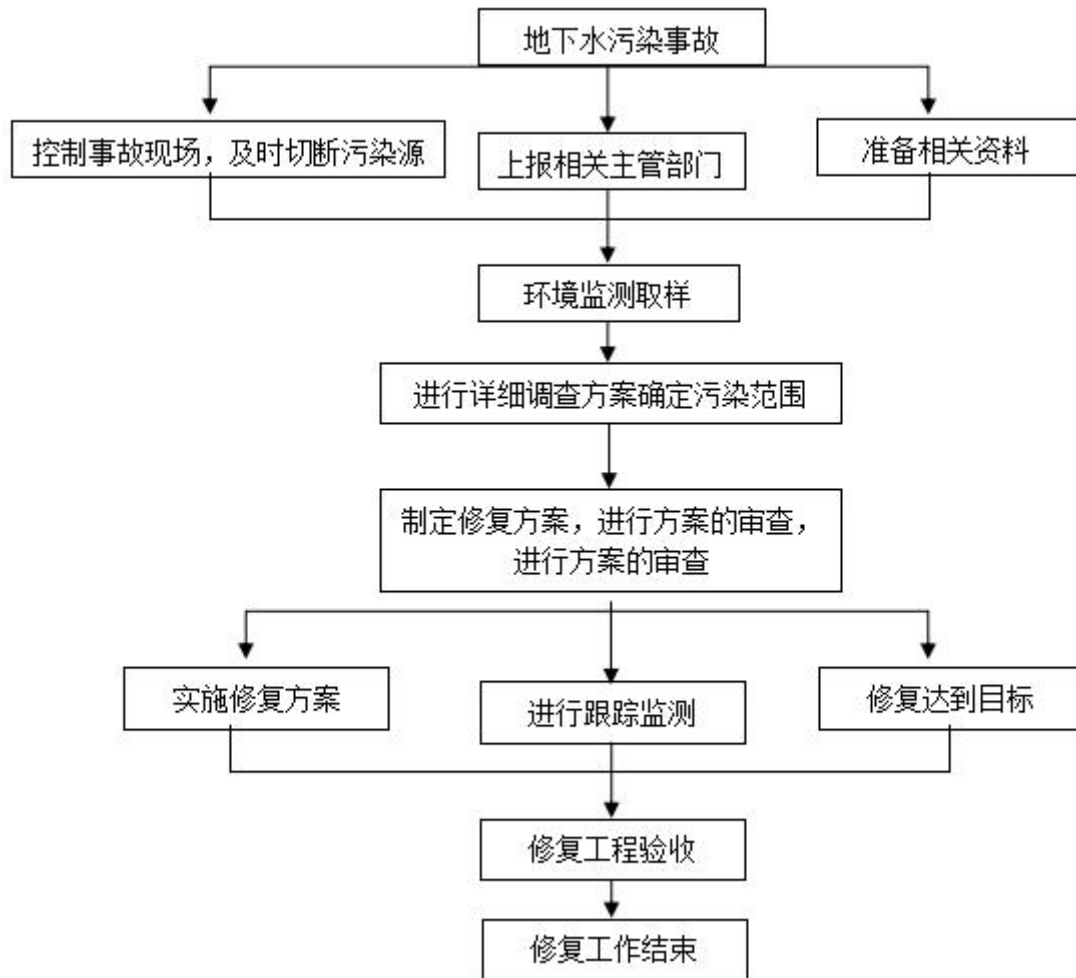 地下水污染事故
控制事故现场，及时切断污染源
上报相关主管部门
准备相关资料
环境监测取样
进行详细调查方案确定污染范围
制定修复方案，进行方案的审查，
进行方案的审查
实施修复方案
进行跟踪监测
修复达到目标
修复工程验收
修复工作结束